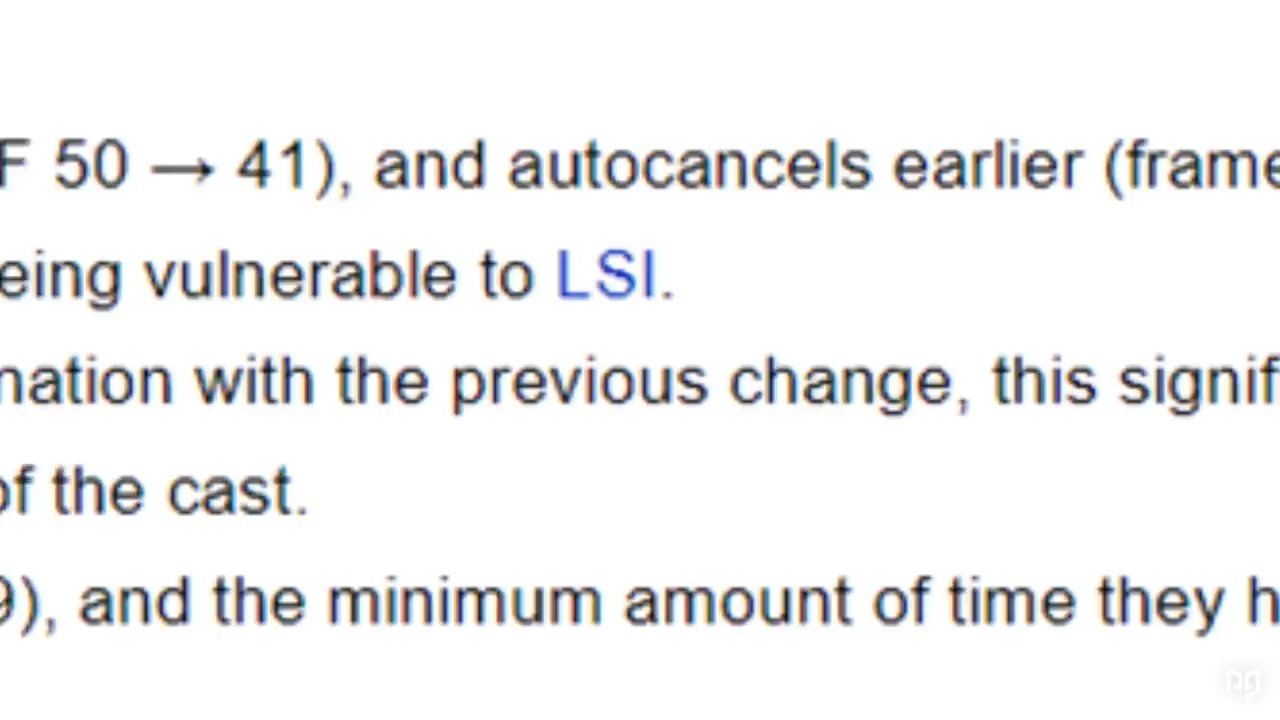 F 50 → 41), and autocancels earlier (frame
eing vulnerable to LSI.
mation with the previous change, this signif
of the cast.
9), and the minimum amount of time they h